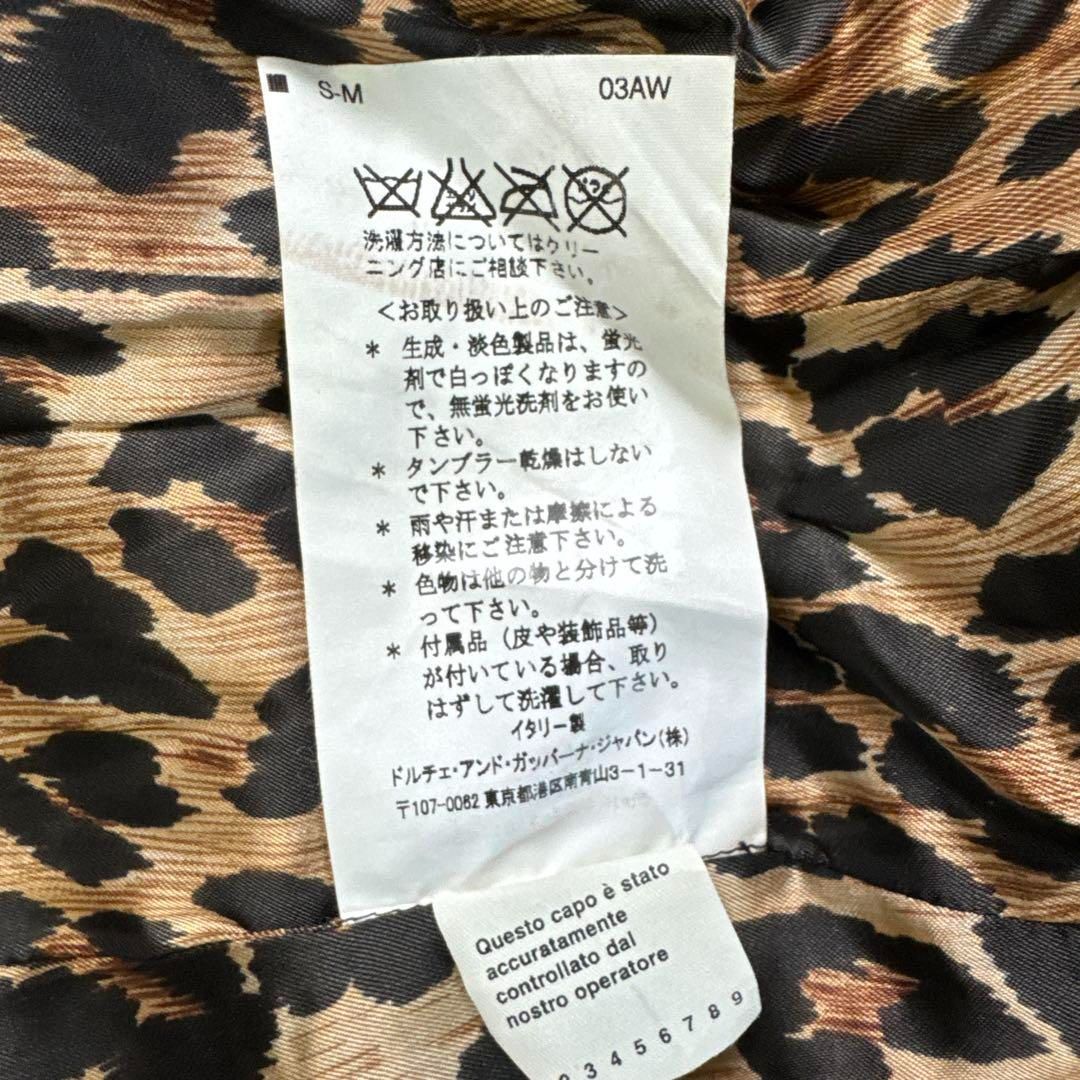 S-M 03AW
洗濯方法についてはクリー
ニング店にご相談下さい。
<お取り扱い上のご注意>
* 生成・淡色製品は、蛍光
剤で白っぽくなりますの
で、無蛍光洗剤をお使い
下さい。
* タンブラー乾燥はしない
で下さい。
* 雨や汗または摩擦による
移染にご注意下さい。
* 色物は他の物と分けて洗
って下さい。
* 付属品(皮や装飾品等)
が付いている場合、取り
はずして洗濯して下さい。
イタリー製
ドルチェ・アンド・ガッバーナ・ジャパン(株)
〒107-0062 東京都港区南青山3-1-31
Questo capo è stato
accuratamente
controllato dal
nostro operatore
3 4 5 6 7 8 9